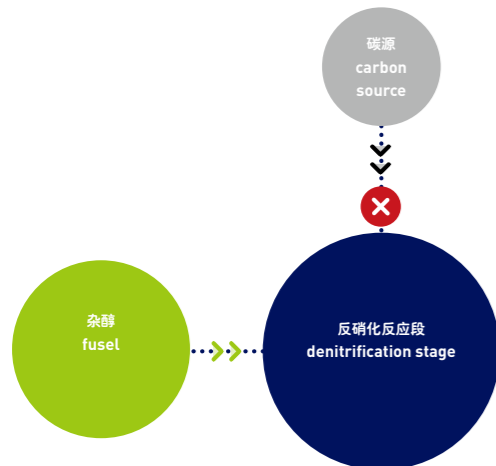 碳源
carbon
source
杂醇
fusel
反硝化反应段
denitrification stage